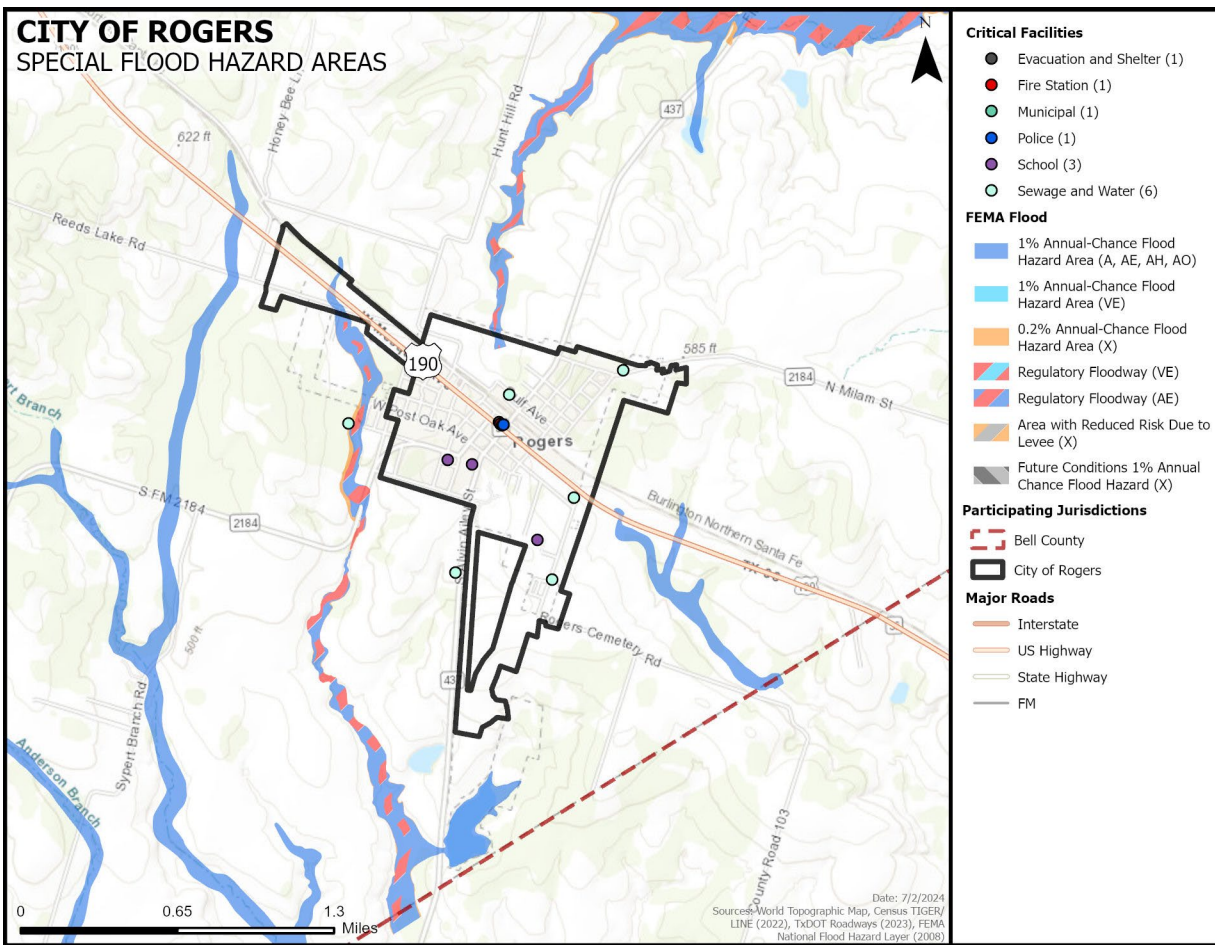 CITY OF ROGERS
SPECIAL FLOOD HAZARD AREAS
N
622 ft
Honey Bee
Hunt Hill Rd
437
Reeds Lake Rd
190
585 ft
2184
N Milam St
Gulf Ave
W Post Oak Ave
Rogers
Branch
S FM 2184
2184
Burlington Northern Santa Fe
500 ft
Rogers Cemetery Rd
Sypert Branch Rd
Anderson Branch
County Road 103
0
0.65
1.3
Miles
Date: 7/2/2024
Sources: World Topographic Map, Census TIGER/
LINE (2022), TxDOT Roadways (2023), FEMA
National Flood Hazard Layer (2008)
Critical Facilities
Evacuation and Shelter (1)
Fire Station (1)
Municipal (1)
Police (1)
School (3)
Sewage and Water (6)
FEMA Flood
1% Annual-Chance Flood
Hazard Area (A, AE, AH, AO)
1% Annual-Chance Flood
Hazard Area (VE)
0.2% Annual-Chance Flood
Hazard Area (X)
Regulatory Floodway (VE)
Regulatory Floodway (AE)
Area with Reduced Risk Due to
Levee (X)
Future Conditions 1% Annual
Chance Flood Hazard (X)
Participating Jurisdictions
Bell County
City of Rogers
Major Roads
Interstate
US Highway
State Highway
FM